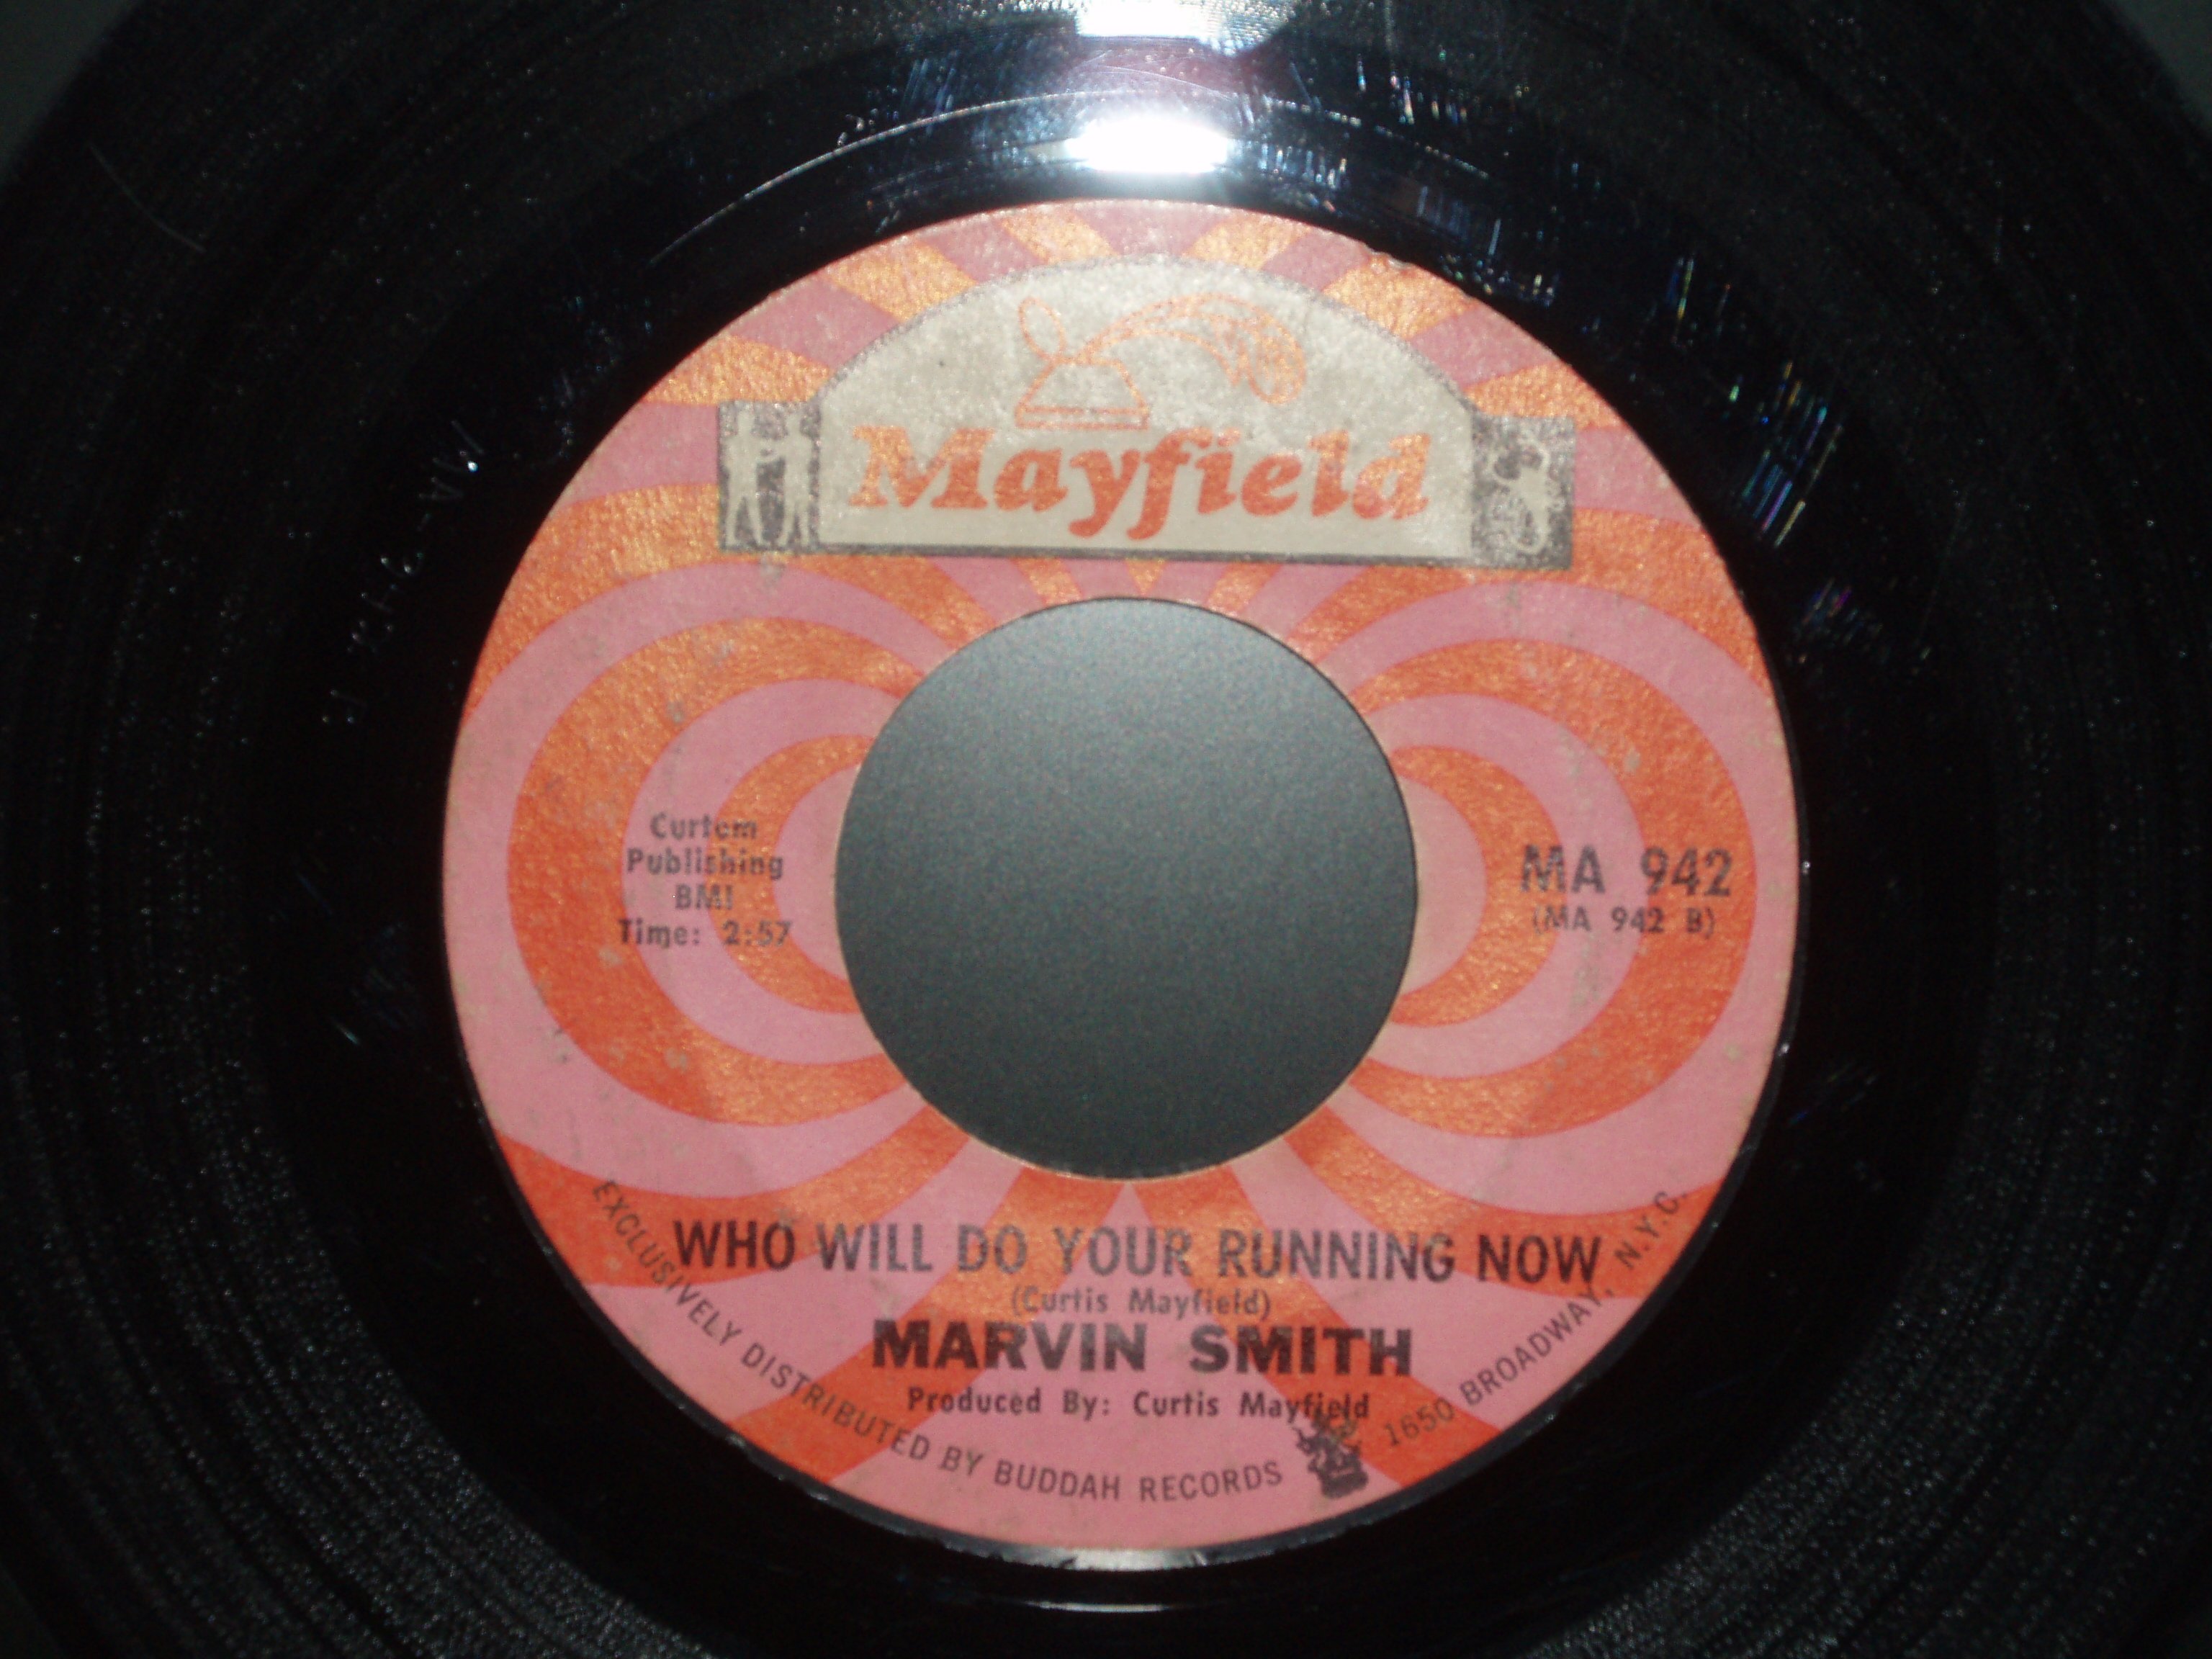 Mayfield
Curtom
Publishing
BMI
Time: 2:57
MA 942
(MA 942 B)
WHO WILL DO YOUR RUNNING NOW
(Curtis Mayfield)
MARVIN SMITH
Produced By: Curtis Mayfield
EXCLUSIVELY DISTRIBUTED BY BUDDAH RECORDS 1650 BROADWAY, N.Y.C.